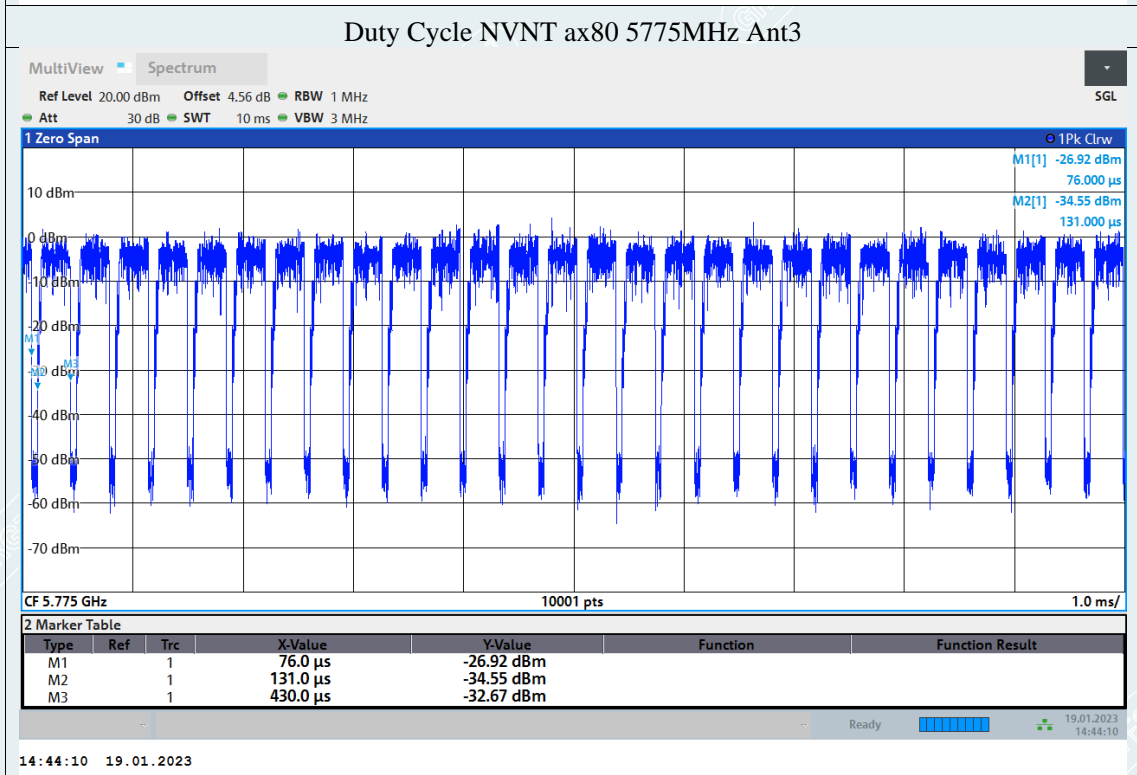 Duty Cycle NVNT ax80 5775MHz Ant3
MultiView Spectrum
Ref Level 20.00 dBm Offset 4.56 dB RBW 1 MHz SGL
Att 30 dB SWT 10 ms VBW 3 MHz
1 Zero Span 1Pk Clrw
M1[1] -26.92 dBm
76.000 µs
10 dBm
M2[1] -34.55 dBm
131.000 µs
0 dBm
-10 dBm
-20 dBm
M1
M2 dBm M3
-40 dBm
-50 dBm
-60 dBm
-70 dBm
CF 5.775 GHz 10001 pts 1.0 ms/
2 Marker Table
Type Ref Trc X-Value Y-Value Function Function Result
M1 1 76.0 µs -26.92 dBm
M2 1 131.0 µs -34.55 dBm
M3 1 430.0 µs -32.67 dBm
Ready 19.01.2023
14:44:10
14:44:10 19.01.2023